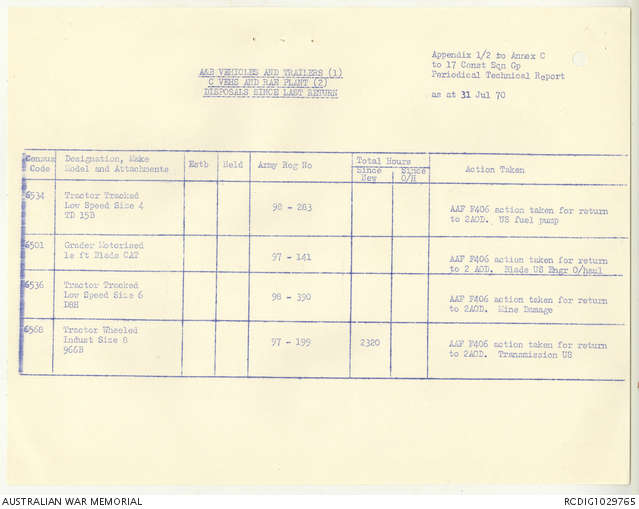 Appendix 1/2 to Annex C
to 17 Const Sqn Gp
Periodical Technical Report
as at 31 Jul 70
A&B VEHICLES AND TRAILERS (1)
C VEHS AND RAE PLANT (2)
DISPOSALS SINCE LAST RETURN
Census Code | Designation, Make Model and Attachments | Estb | Held | Army Reg No | Total Hours Since New | Since O/H | Action Taken
6534 | Tractor Tracked | 98 - 283 | AAF F406 action taken for return
Low Speed Size 4 | to 2AOD. US fuel pump
TD 15B
6501 | Grader Motorised | 97 - 141 | AAF F406 action taken for return
12 ft Blade CAT | to 2 AOD. Blade US Engr O/haul
6536 | Tractor Tracked | 98 - 390 | AAF F406 action taken for return
Low Speed Size 6 | to 2AOD. Mine Damage
D8H
6568 | Tractor Wheeled | 97 - 199 | 2320 | AAF F406 action taken for return
Indust Size 8 | to 2AOD. Transmission US
966B
AUSTRALIAN WAR MEMORIAL
RCDIG1029765